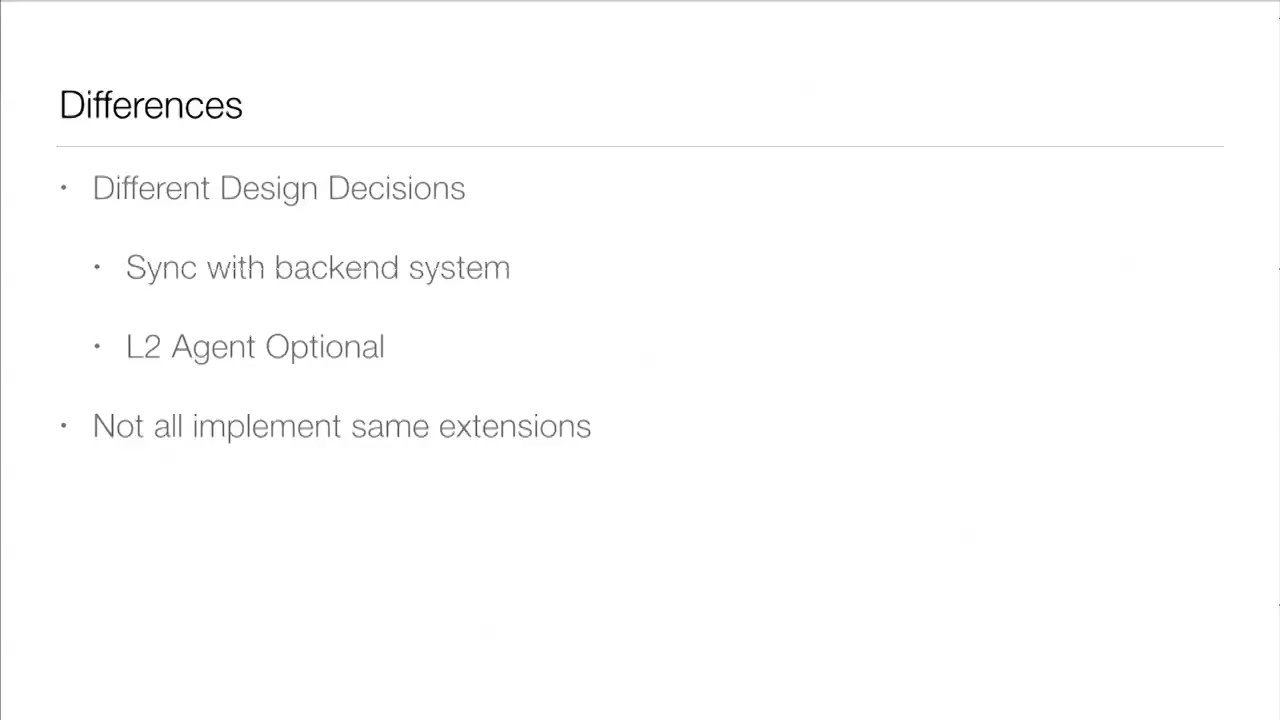 Differences
• Different Design Decisions
• Sync with backend system
• L2 Agent Optional
• Not all implement same extensions